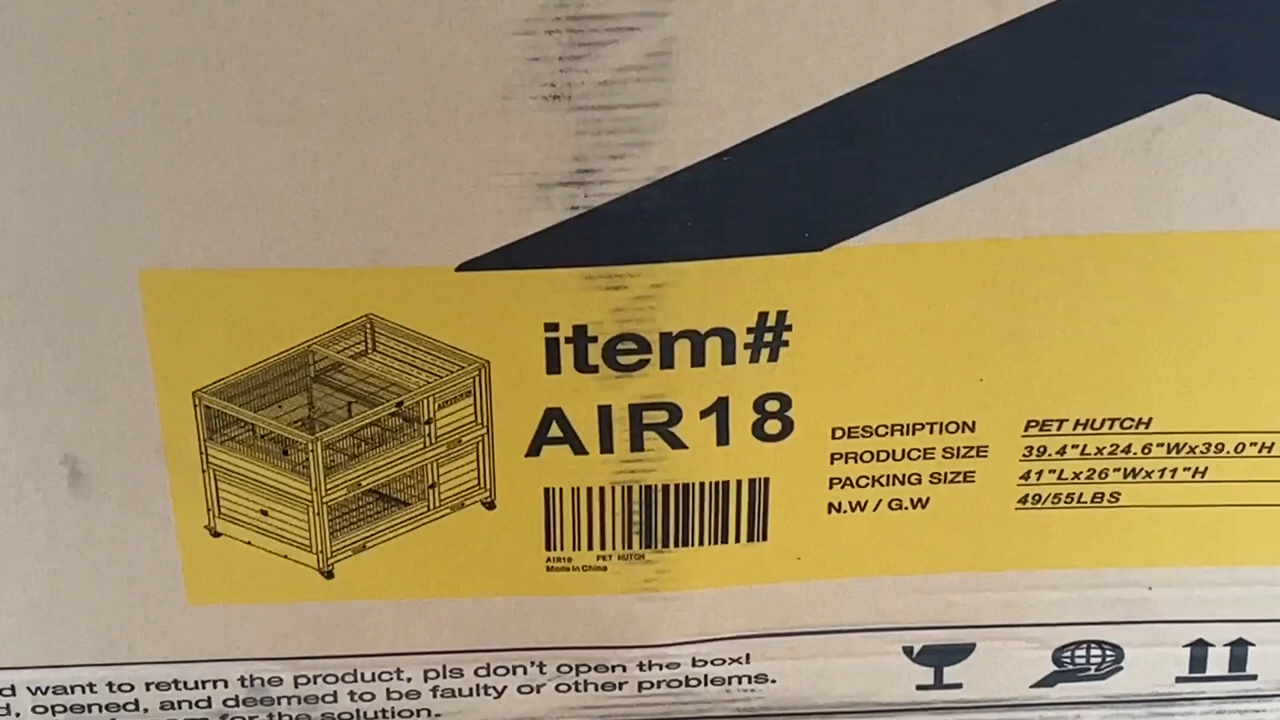 item#
AIR18
DESCRIPTION PET HUTCH
PRODUCE SIZE 39.4"Lx24.6"Wx39.0"H
PACKING SIZE 41"Lx26"Wx11"H
N.W / G.W 49/55LBS
AIR18 PET HUTCH
Made in China
d want to return the product, pls don't open the box!
d, opened, and deemed to be faulty or other problems.
for the solution.